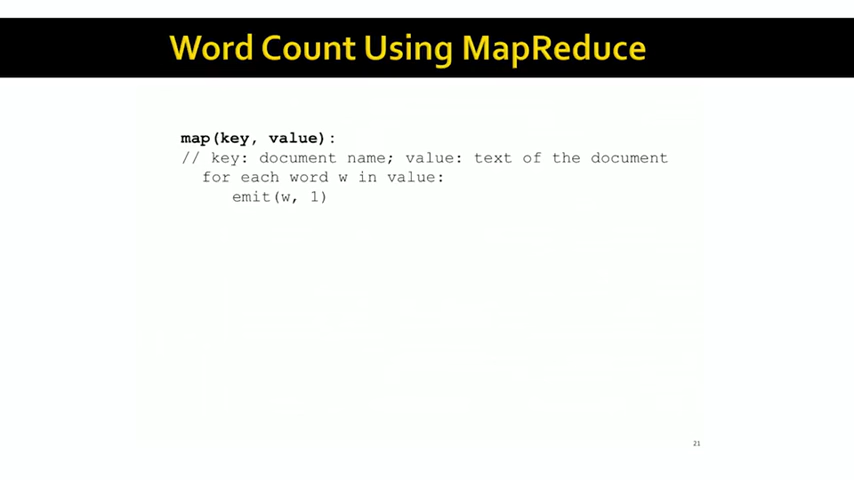 Word Count Using MapReduce
map(key, value):
// key: document name; value: text of the document
for each word w in value:
emit(w, 1)
21